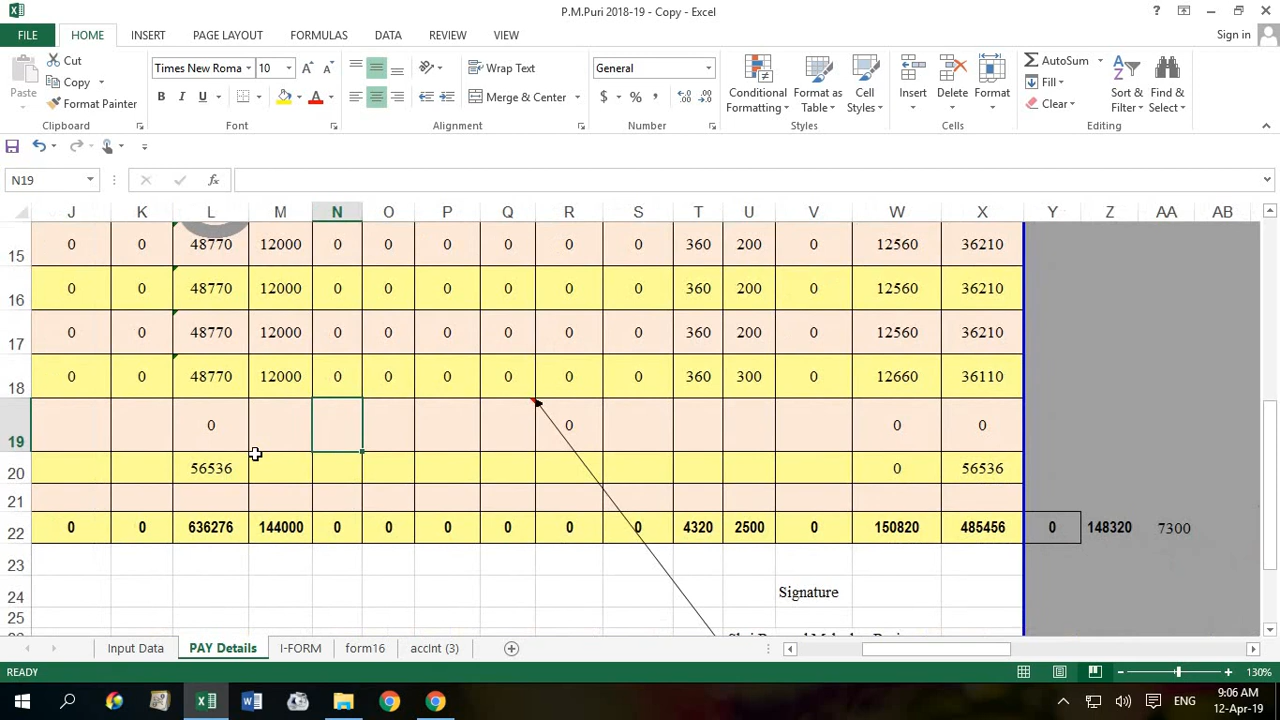 P.M.Puri 2018-19 - Copy - Excel
FILE HOME INSERT PAGE LAYOUT FORMULAS DATA REVIEW VIEW Sign in
Paste Cut Copy Format Painter Clipboard
Times New Roma 10 B I U Font
Wrap Text Merge & Center Alignment
General $ % , Number
Conditional Formatting Format as Table Cell Styles Styles
Insert Delete Format Cells
AutoSum Fill Clear Sort & Filter Find & Select Editing
N19 fx
J K L M N O P Q R S T U V W X Y Z AA AB
15 0 0 48770 12000 0 0 0 0 0 0 360 200 0 12560 36210
16 0 0 48770 12000 0 0 0 0 0 0 360 200 0 12560 36210
17 0 0 48770 12000 0 0 0 0 0 0 360 200 0 12560 36210
18 0 0 48770 12000 0 0 0 0 0 0 360 300 0 12660 36110
19 0 0 0 0
20 56536 0 56536
21
22 0 0 636276 144000 0 0 0 0 0 0 4320 2500 0 150820 485456 0 148320 7300
23
24 Signature
25
Input Data PAY Details I-FORM form16 accint (3)
READY 130%
ENG 9:06 AM
12-Apr-19